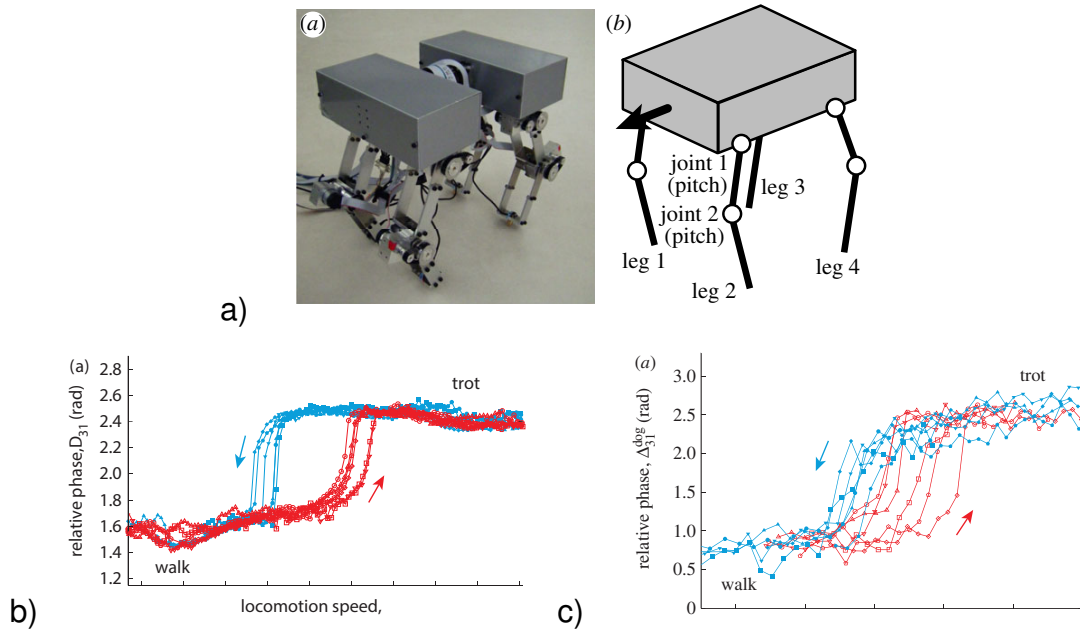 (a)
(b)
joint 1
(pitch)
leg 3
joint 2
(pitch)
leg 1
leg 4
leg 2
a)
(a)
2.8
2.6
2.4
2.2
2.0
1.8
1.6
1.4
1.2
relative phase,D31 (rad)
trot
walk
locomotion speed,
b)
(a)
3.0
2.5
2.0
1.5
1.0
0.5
0
relative phase, Δ31dog (rad)
trot
walk
c)